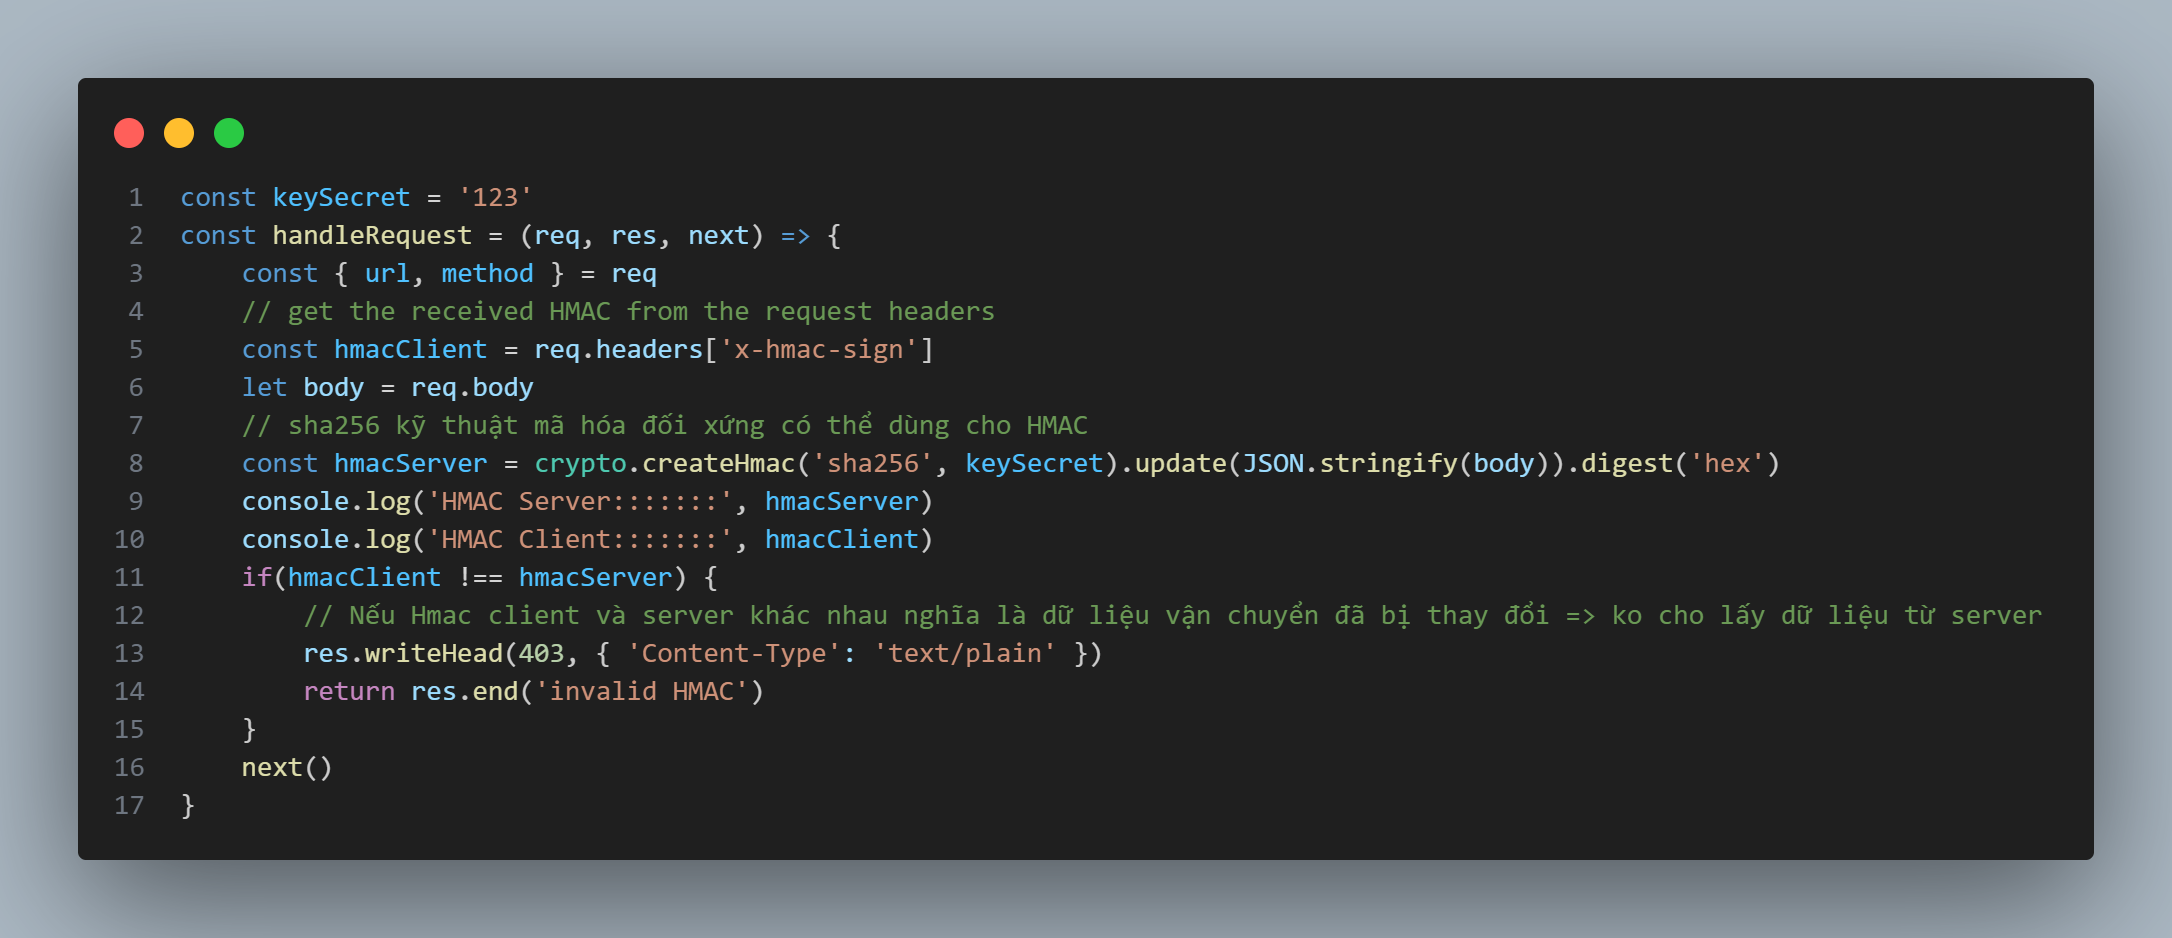 1 const keySecret = '123'
2 const handleRequest = (req, res, next) => {
3     const { url, method } = req
4     // get the received HMAC from the request headers
5     const hmacClient = req.headers['x-hmac-sign']
6     let body = req.body
7     // sha256 kỹ thuật mã hóa đối xứng có thể dùng cho HMAC
8     const hmacServer = crypto.createHmac('sha256', keySecret).update(JSON.stringify(body)).digest('hex')
9     console.log('HMAC Server:::::::', hmacServer)
10     console.log('HMAC Client:::::::', hmacClient)
11     if(hmacClient !== hmacServer) {
12         // Nếu Hmac client và server khác nhau nghĩa là dữ liệu vận chuyển đã bị thay đổi => ko cho lấy dữ liệu từ server
13         res.writeHead(403, { 'Content-Type': 'text/plain' })
14         return res.end('invalid HMAC')
15     }
16     next()
17 }